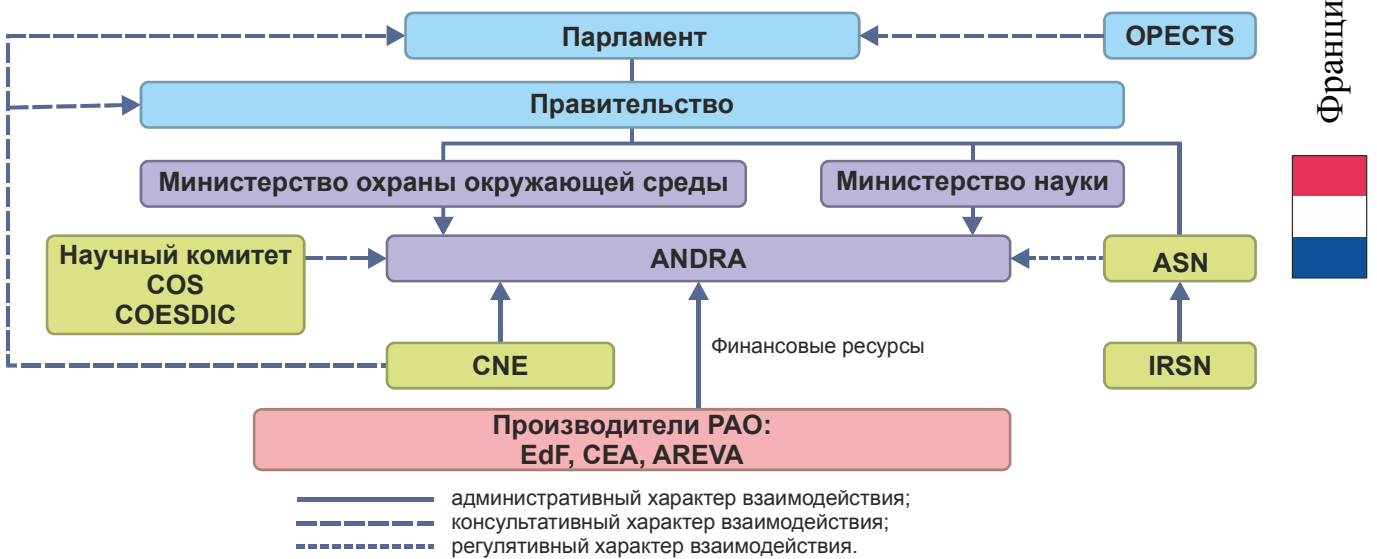 Парламент
OPECTS
Правительство
Министерство охраны окружающей среды
Министерство науки
Научный комитет
COS
COESDIC
ANDRA
ASN
CNE
Финансовые ресурсы
IRSN
Производители РАО:
EdF, CEA, AREVA
административный характер взаимодействия;
консультативный характер взаимодействия;
регулятивный характер взаимодействия.